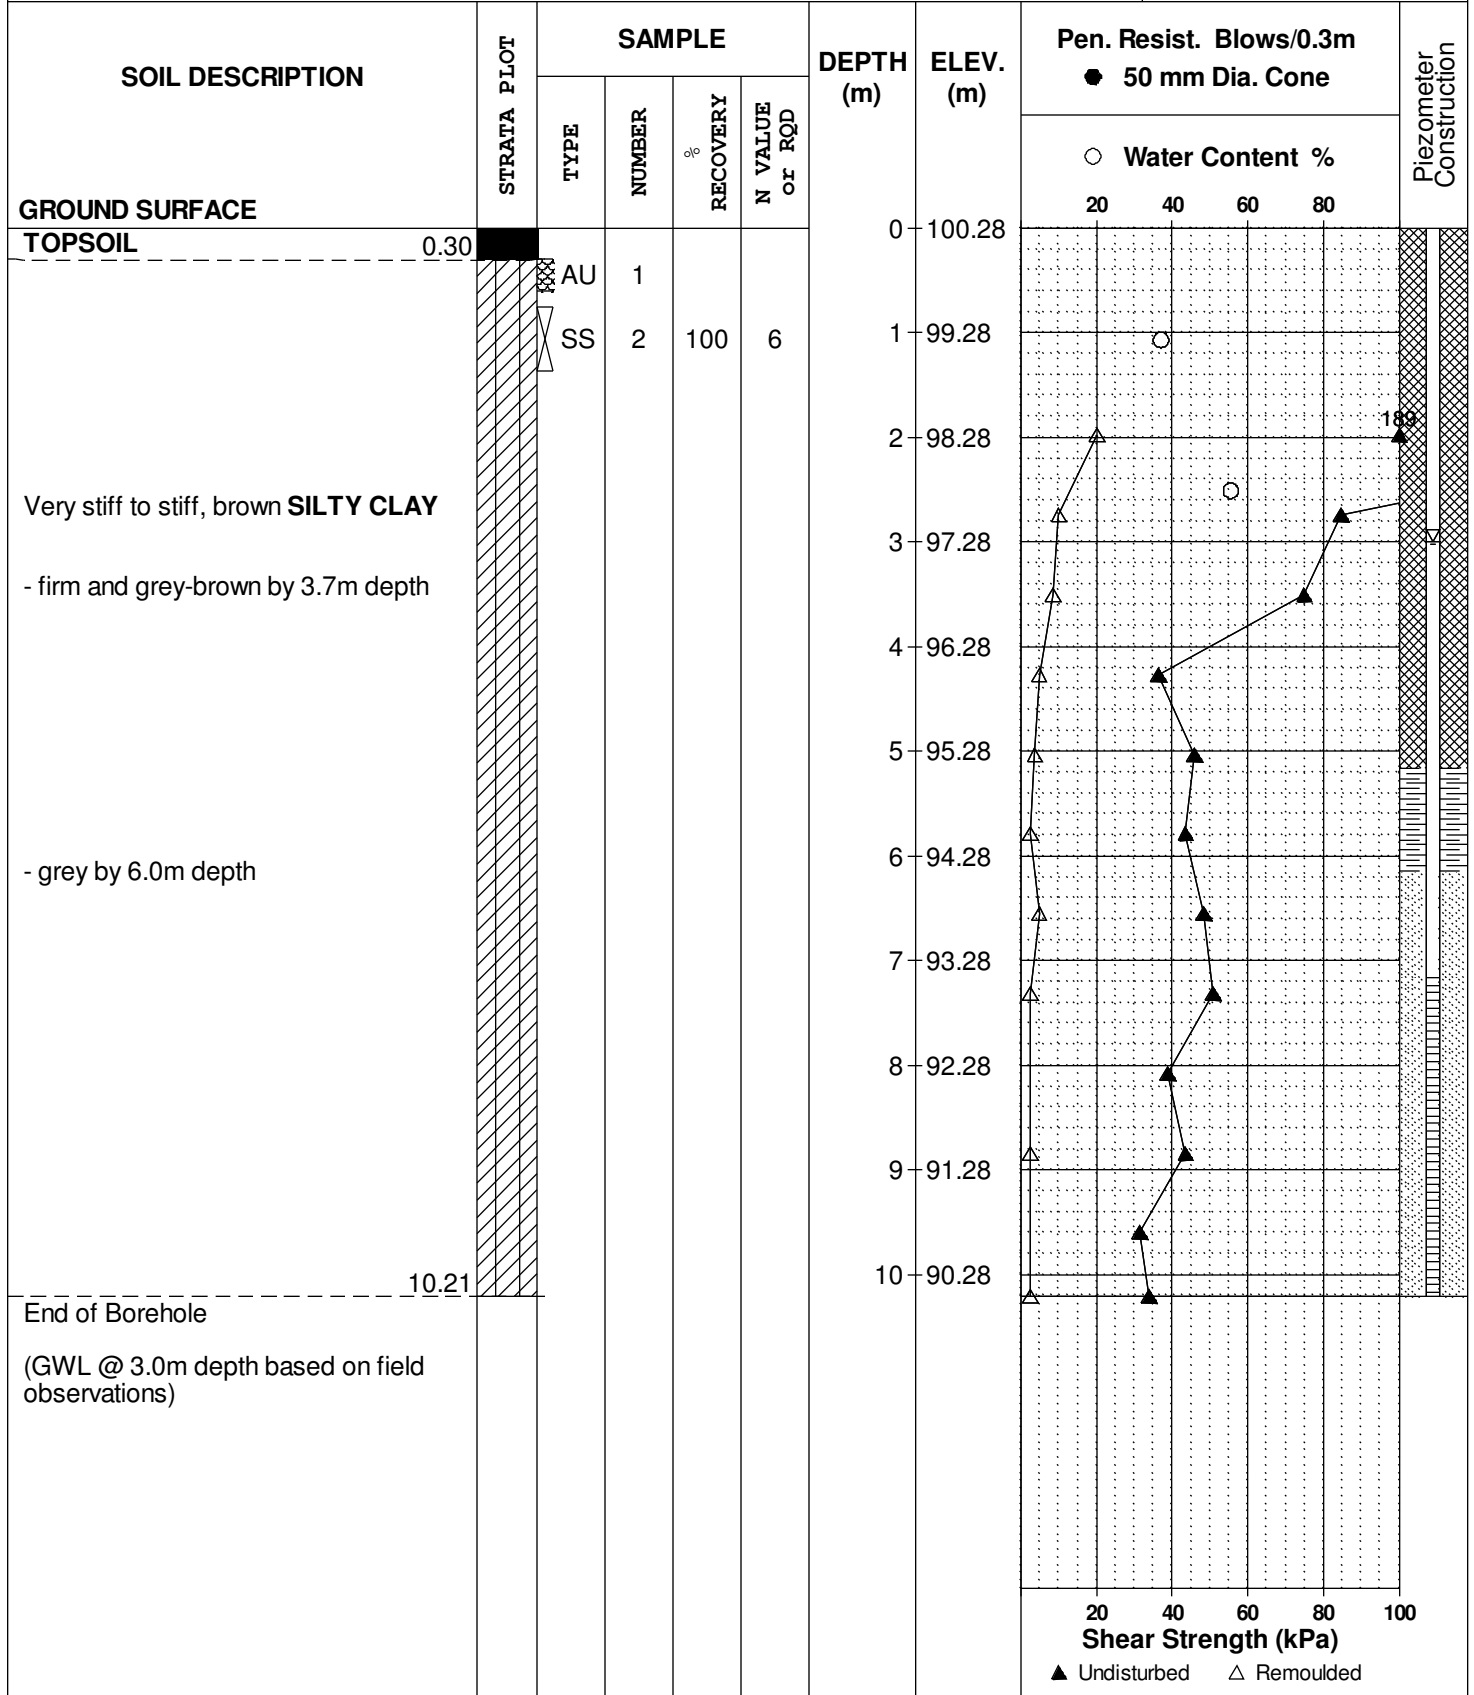 SOIL DESCRIPTION
GROUND SURFACE
STRATA PLOT
SAMPLE
TYPE
NUMBER
%
RECOVERY
N VALUE
or RQD
DEPTH
(m)
ELEV.
(m)
Pen. Resist. Blows/0.3m
● 50 mm Dia. Cone
○ Water Content %
20 40 60 80
Piezometer
Construction
TOPSOIL 0.30
0 100.28
AU 1
SS 2 100 6
1 99.28
189
2 98.28
Very stiff to stiff, brown SILTY CLAY
3 97.28
- firm and grey-brown by 3.7m depth
4 96.28
5 95.28
6 94.28
- grey by 6.0m depth
7 93.28
8 92.28
9 91.28
10 90.28
10.21
End of Borehole
(GWL @ 3.0m depth based on field
observations)
20 40 60 80 100
Shear Strength (kPa)
▲ Undisturbed △ Remoulded